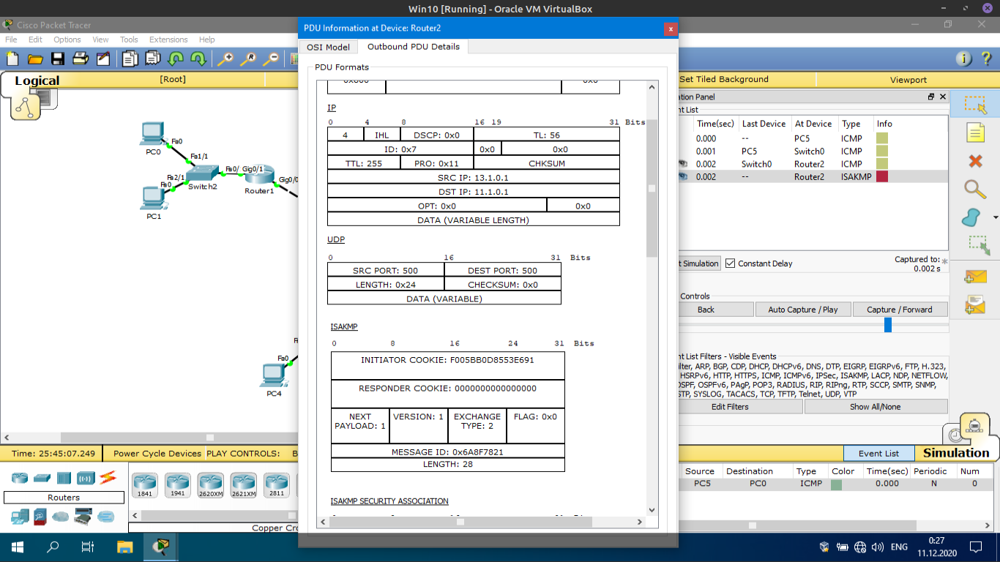 Win10 [Running] - Oracle VM VirtualBox
Cisco Packet Tracer
File Edit Options View Tools Extensions Help
PDU Information at Device: Router2
OSI Model Outbound PDU Details
PDU Formats
Logical [Root]
Set Tiled Background Viewport
IP
0 4 8 16 19 31 Bits
4 IHL DSCP: 0x0 TL: 56
ID: 0x7 0x0 0x0
TTL: 255 PRO: 0x11 CHKSUM
SRC IP: 13.1.0.1
DST IP: 11.1.0.1
OPT: 0x0 0x0
DATA (VARIABLE LENGTH)
UDP
0 16 31 Bits
SRC PORT: 500 DEST PORT: 500
LENGTH: 0x24 CHECKSUM: 0x0
DATA (VARIABLE)
ISAKMP
0 8 16 24 31 Bits
INITIATOR COOKIE: F005BB0D8553E691
RESPONDER COOKIE: 0000000000000000
NEXT PAYLOAD: 1 VERSION: 1 EXCHANGE TYPE: 2 FLAG: 0x0
MESSAGE ID: 0x6A8F7821
LENGTH: 28
ISAKMP SECURITY ASSOCIATION
PC0 Fa0
Fa1/1
Fa2/1 Fa0/ Gig0/1
Fa0 Switch2 Router1 Gig0/0
PC1
Fa0
PC4
Time(sec) Last Device At Device Type Info
0.000 -- PC5 ICMP
0.001 PC5 Switch0 ICMP
0.002 Switch0 Router2 ICMP
0.002 -- Router2 ISAKMP
t Simulation Constant Delay Captured to: *
0.002 s
Controls
Back Auto Capture / Play Capture / Forward
nt List Filters - Visible Events
ilter, ARP, BGP, CDP, DHCP, DHCPv6, DNS, DTP, EIGRP, EIGRPv6, FTP, H.323,
HSRPv6, HTTP, HTTPS, ICMP, ICMPv6, IPSec, ISAKMP, LACP, NDP, NETFLOW,
OSPF, OSPFv6, PAgP, POP3, RADIUS, RIP, RIPng, RTP, SCCP, SMTP, SNMP,
STP, SYSLOG, TACACS, TCP, TFTP, Telnet, UDP, VTP
Edit Filters Show All/None
Time: 25:45:07.249 Power Cycle Devices PLAY CONTROLS:
Event List Simulation
Source Destination Type Color Time(sec) Periodic Num
PC5 PC0 ICMP 0.000 N 0
Routers
1841 1941 2620XM 2621XM 2811
Copper Cro
ENG
0:27
11.12.2020